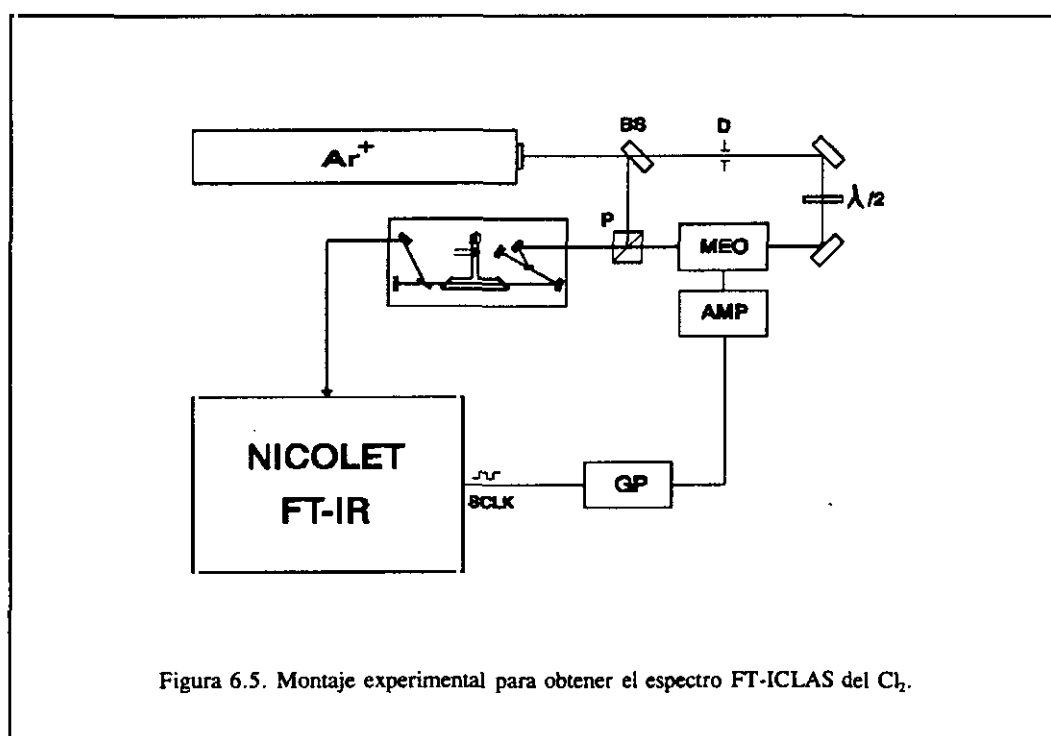 BS
D
Ar+
λ/2
P
MEO
AMP
NICOLET
FT-IR
SCLK
GP
Figura 6.5. Montaje experimental para obtener el espectro FT-ICLAS del Cl₂.